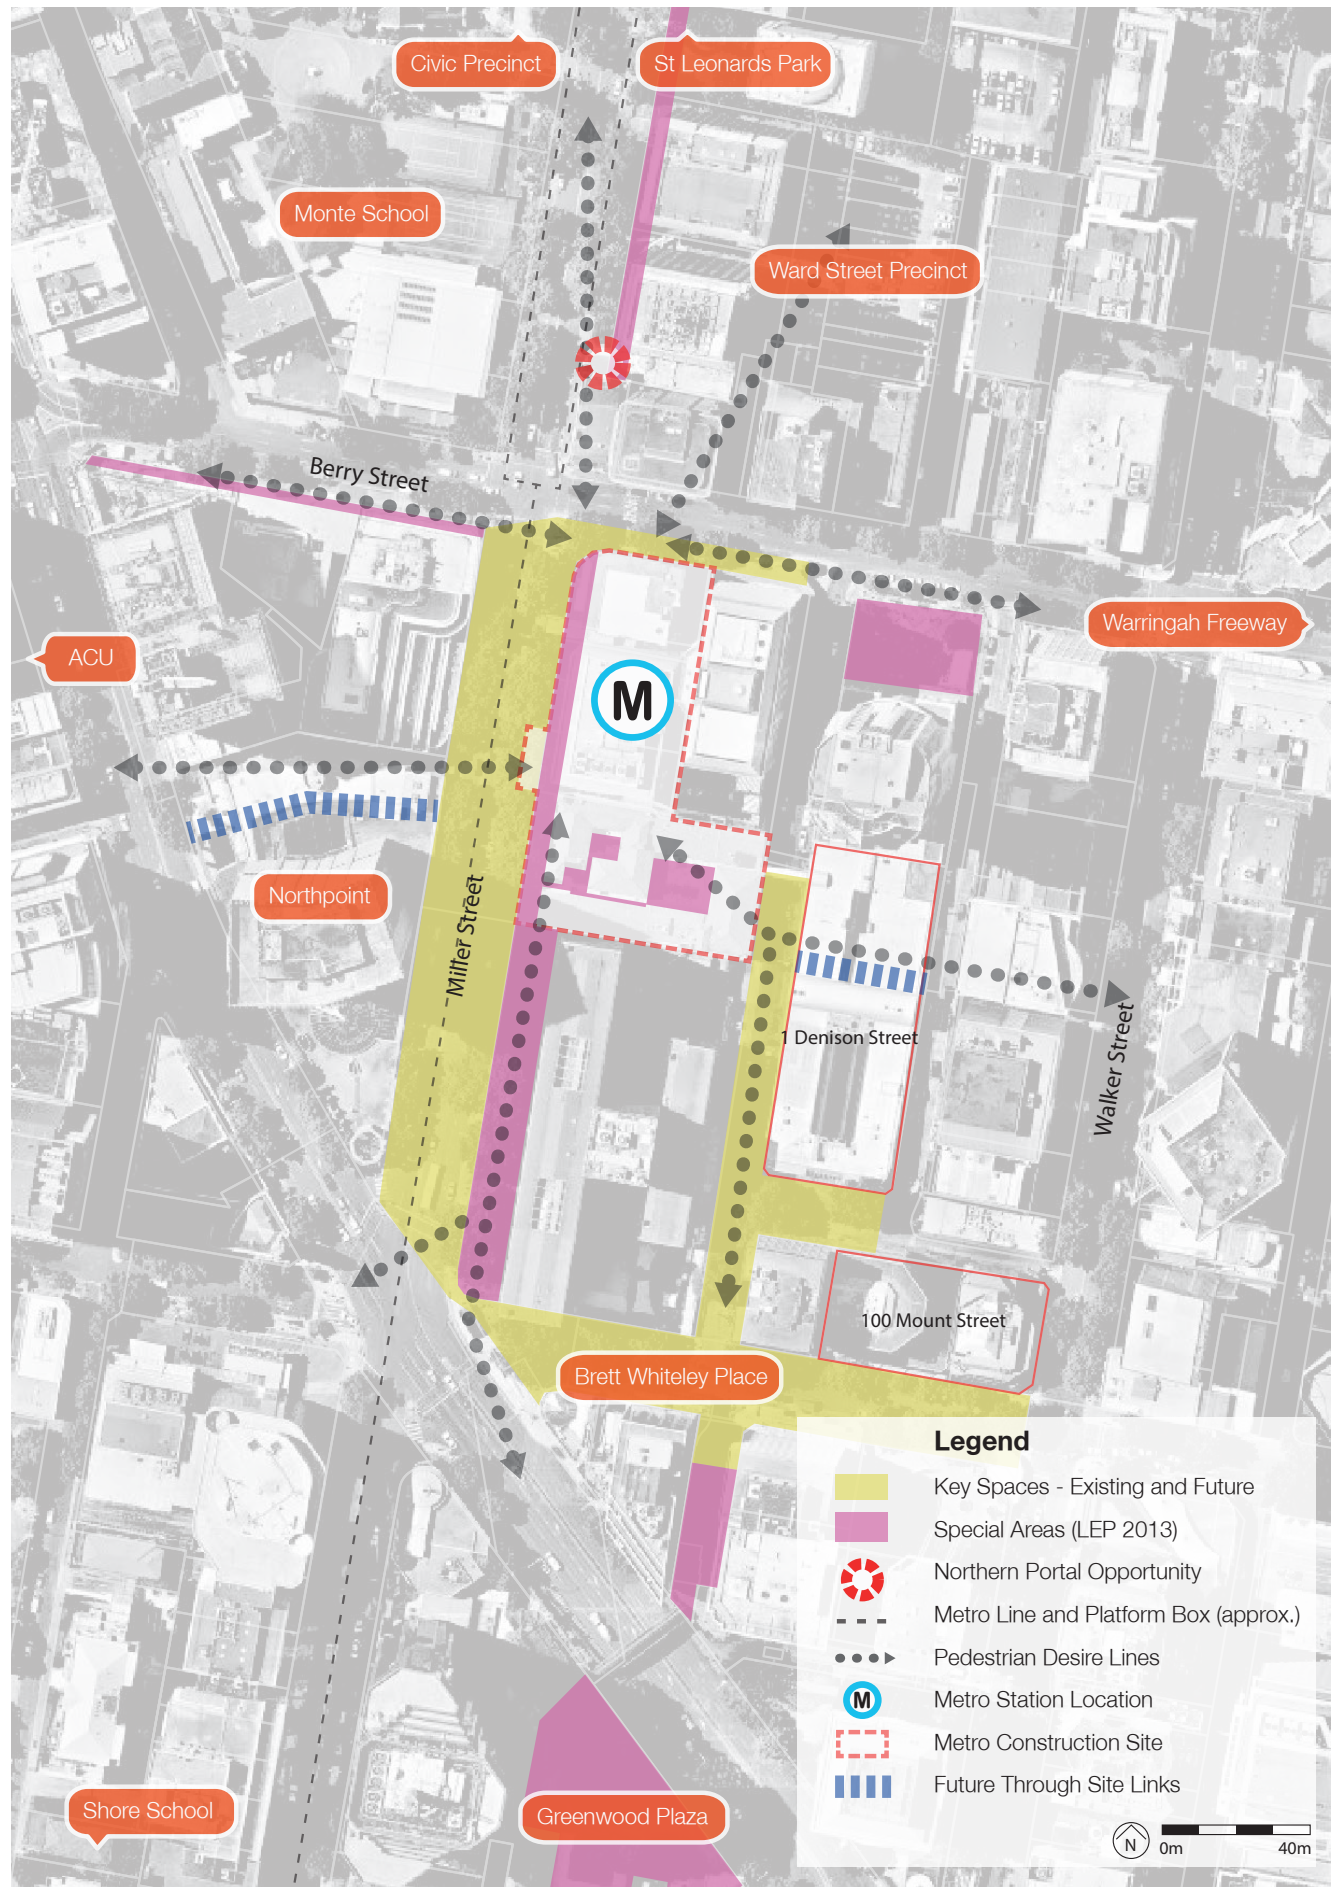 Civic Precinct
St Leonards Park
Monte School
Ward Street Precinct
Berry Street
Warringah Freeway
ACU
M
Northpoint
Miller Street
1 Denison Street
Walker Street
100 Mount Street
Brett Whiteley Place
Legend
Key Spaces - Existing and Future
Special Areas (LEP 2013)
Northern Portal Opportunity
Metro Line and Platform Box (approx.)
Pedestrian Desire Lines
M Metro Station Location
Metro Construction Site
Future Through Site Links
Shore School
Greenwood Plaza
N
0m 40m